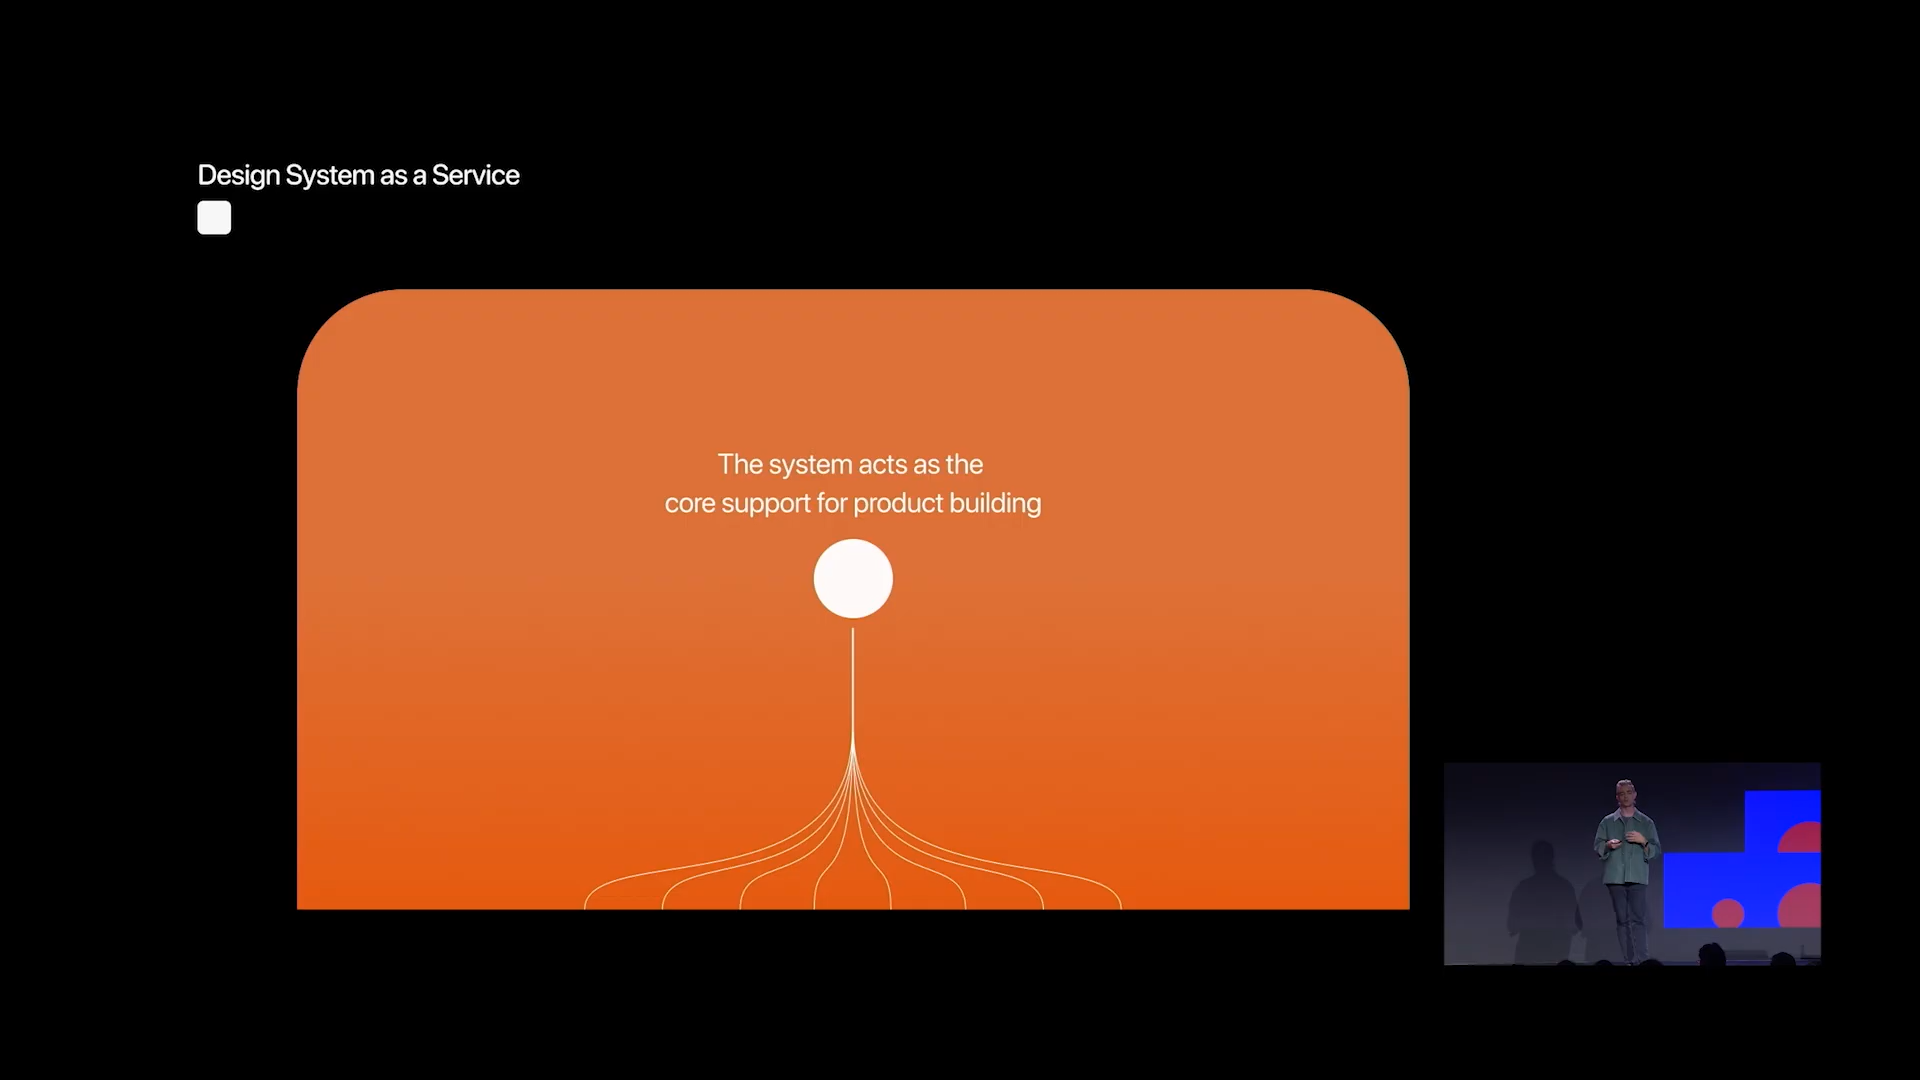 Design System as a Service
The system acts as the
core support for product building